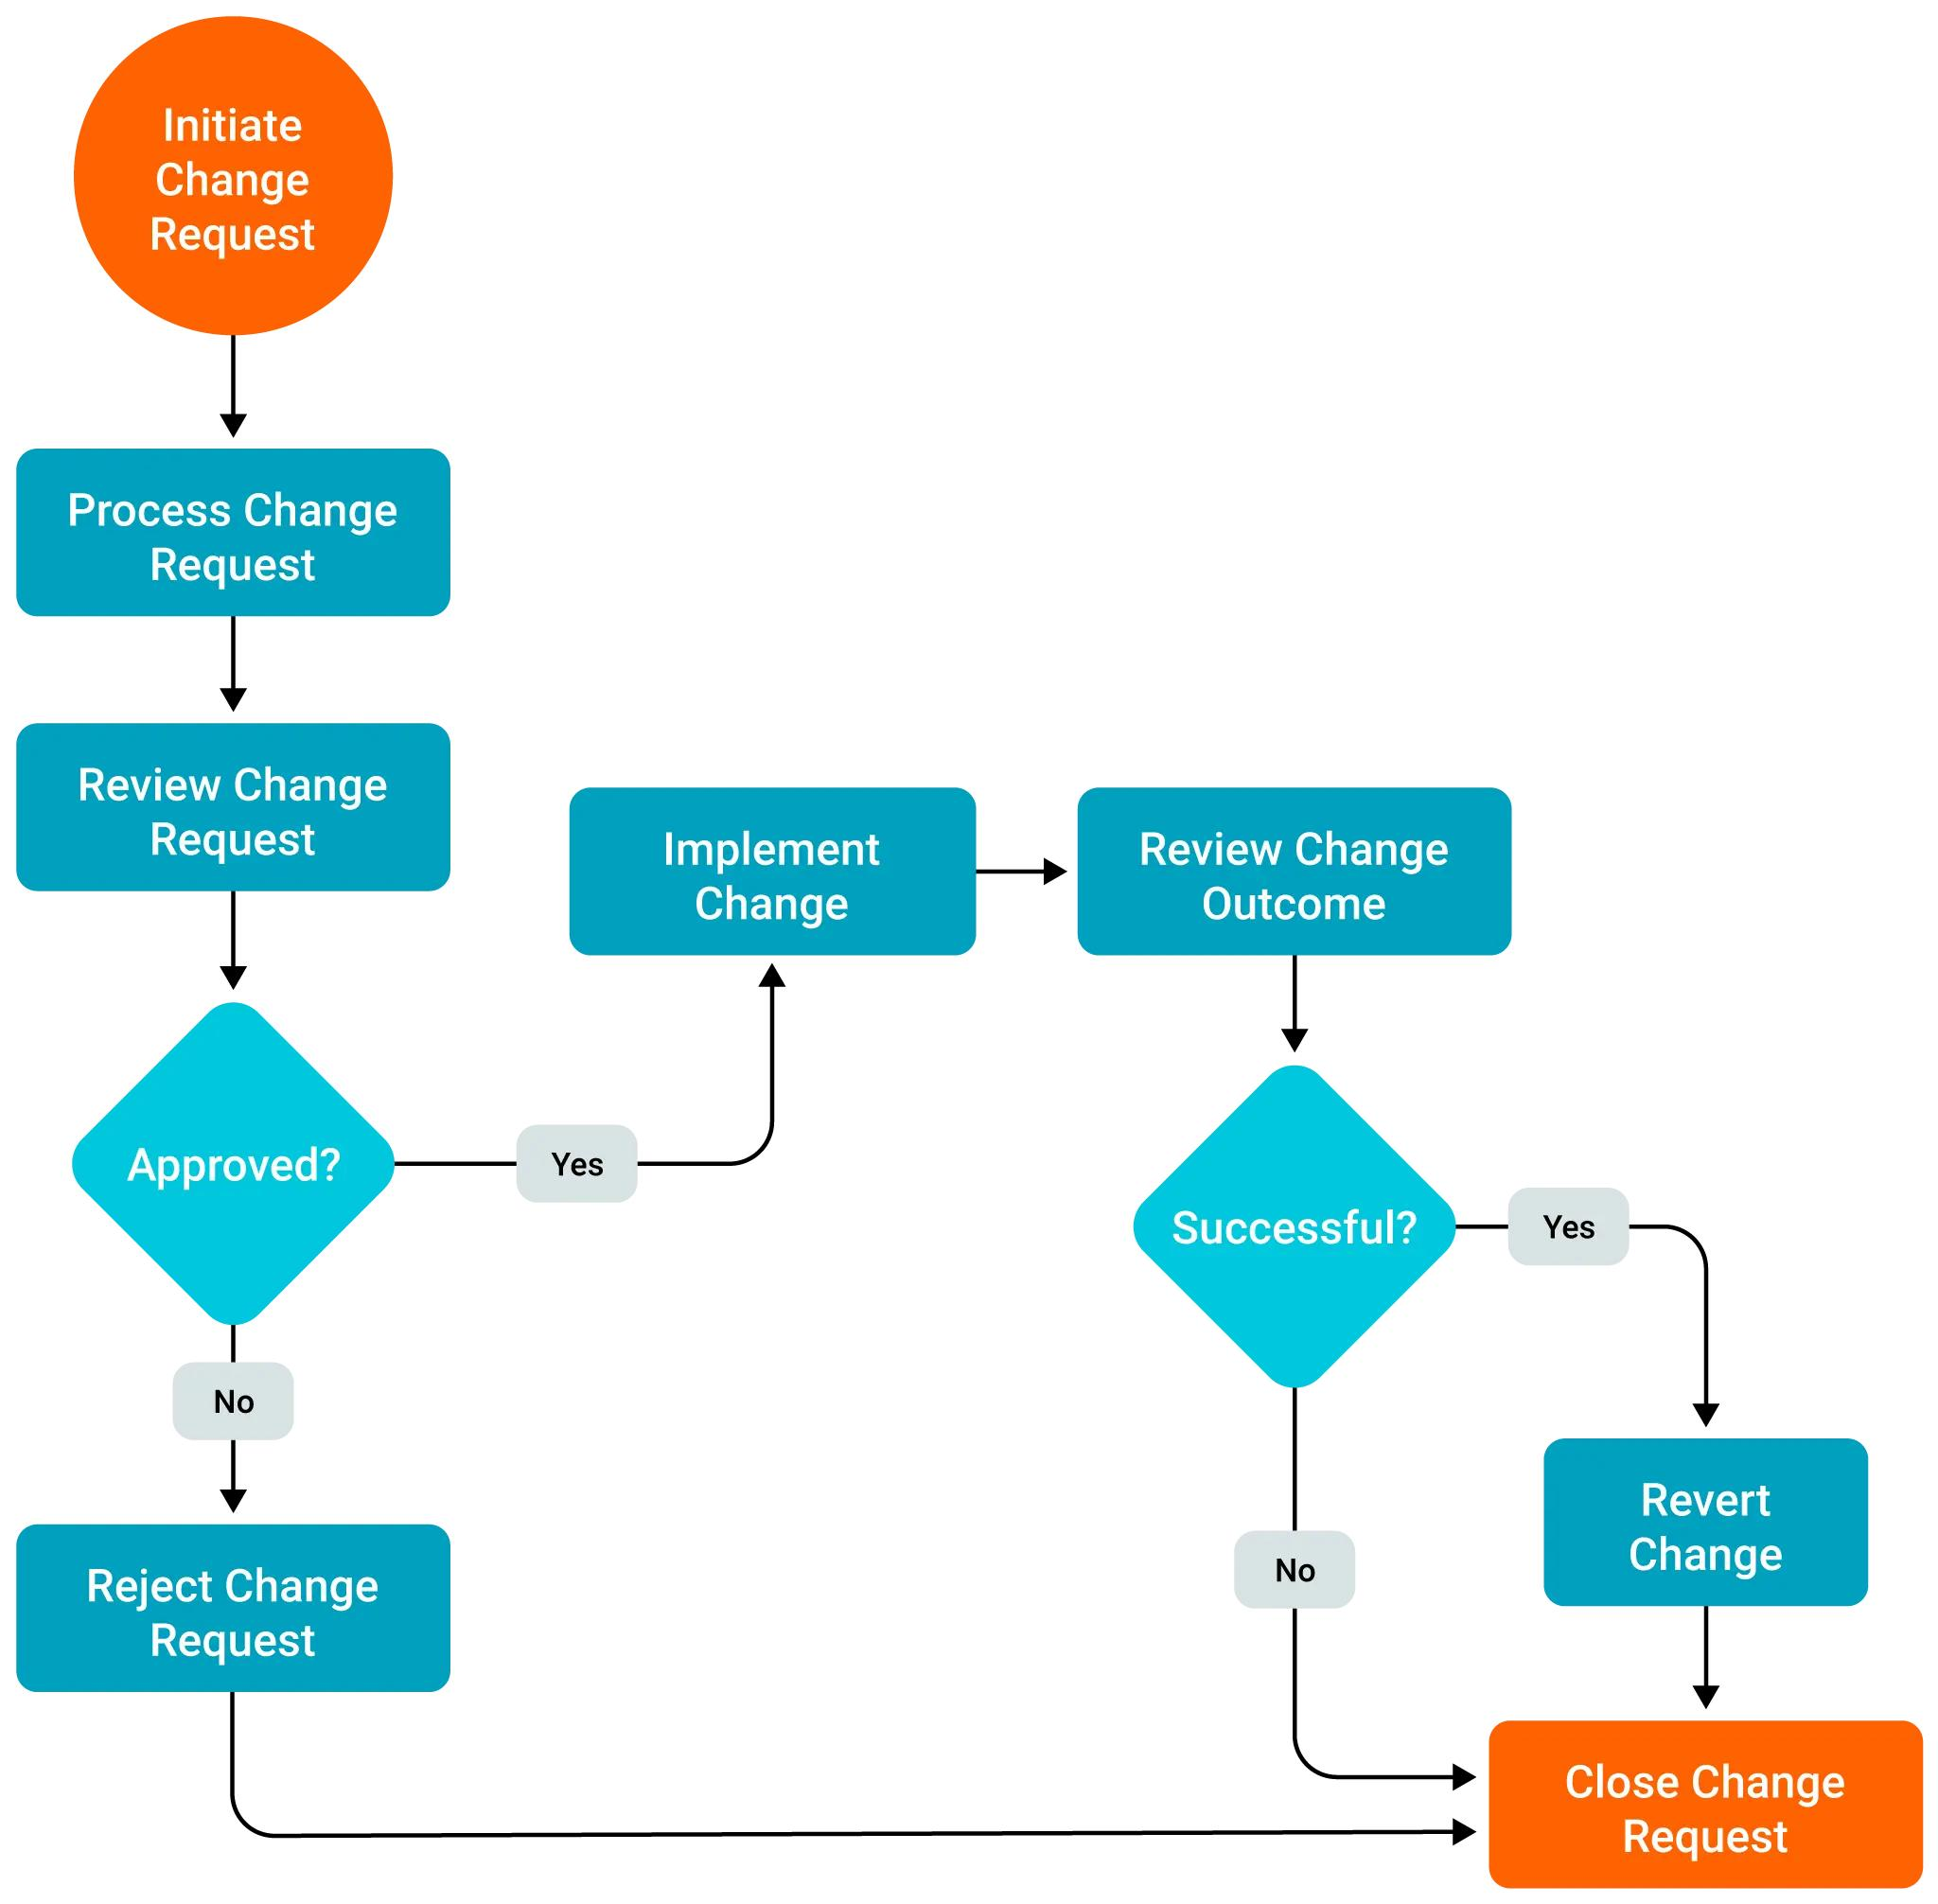 Initiate
Change
Request
Process Change
Request
Review Change
Request
Approved?
Yes
No
Reject Change
Request
Implement
Change
Review Change
Outcome
Successful?
Yes
No
Revert
Change
Close Change
Request